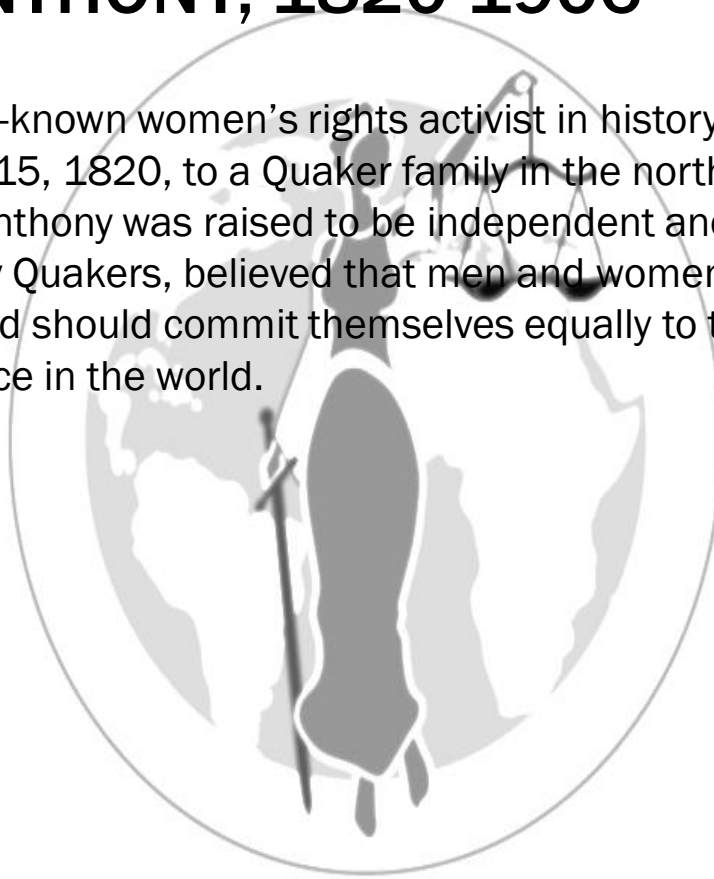 NTHONY, 1820-1906
-known women’s rights activist in history
15, 1820, to a Quaker family in the north
nthony was raised to be independent and
Quakers, believed that men and women
d should commit themselves equally to
ce in the world.